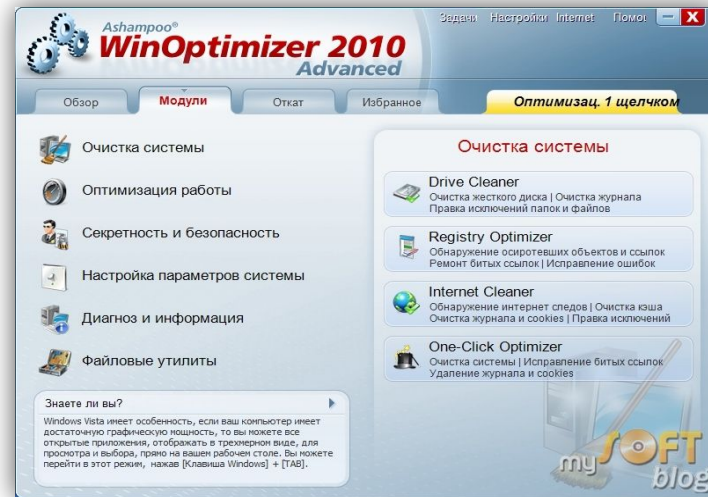 Задачи Настройки Internet
Ashampoo®
WinOptimizer 2010
Advanced
Обзор Модули Откат Избранное Оптимизац. 1 щелчком
Очистка системы
Оптимизация работы
Секретность и безопасность
Настройка параметров системы
Диагноз и информация
Файловые утилиты
Знаете ли вы?
Windows Vista имеет особенность, если ваш компьютер имеет
достаточную графическую мощность, то вы можете все
открытые приложения, отображать в трехмерном виде, для
просмотра и выбора, прямо на вашем рабочем столе. Вы можете
перейти в этот режим, нажав [Клавиша Windows] + [TAB].
Очистка системы
Drive Cleaner
Очистка жесткого диска | Очистка журнала
Правка исключений папок и файлов
Registry Optimizer
Обнаружение осиротевших объектов и ссылок
Ремонт битых ссылок | Исправление ошибок
Internet Cleaner
Обнаружение интернет следов | Очистка кэша
Очистка журнала и cookies | Правка исключений
One-Click Optimizer
Очистка системы | Исправление битых ссылок
Удаление журнала и cookies
my SOFT
blog